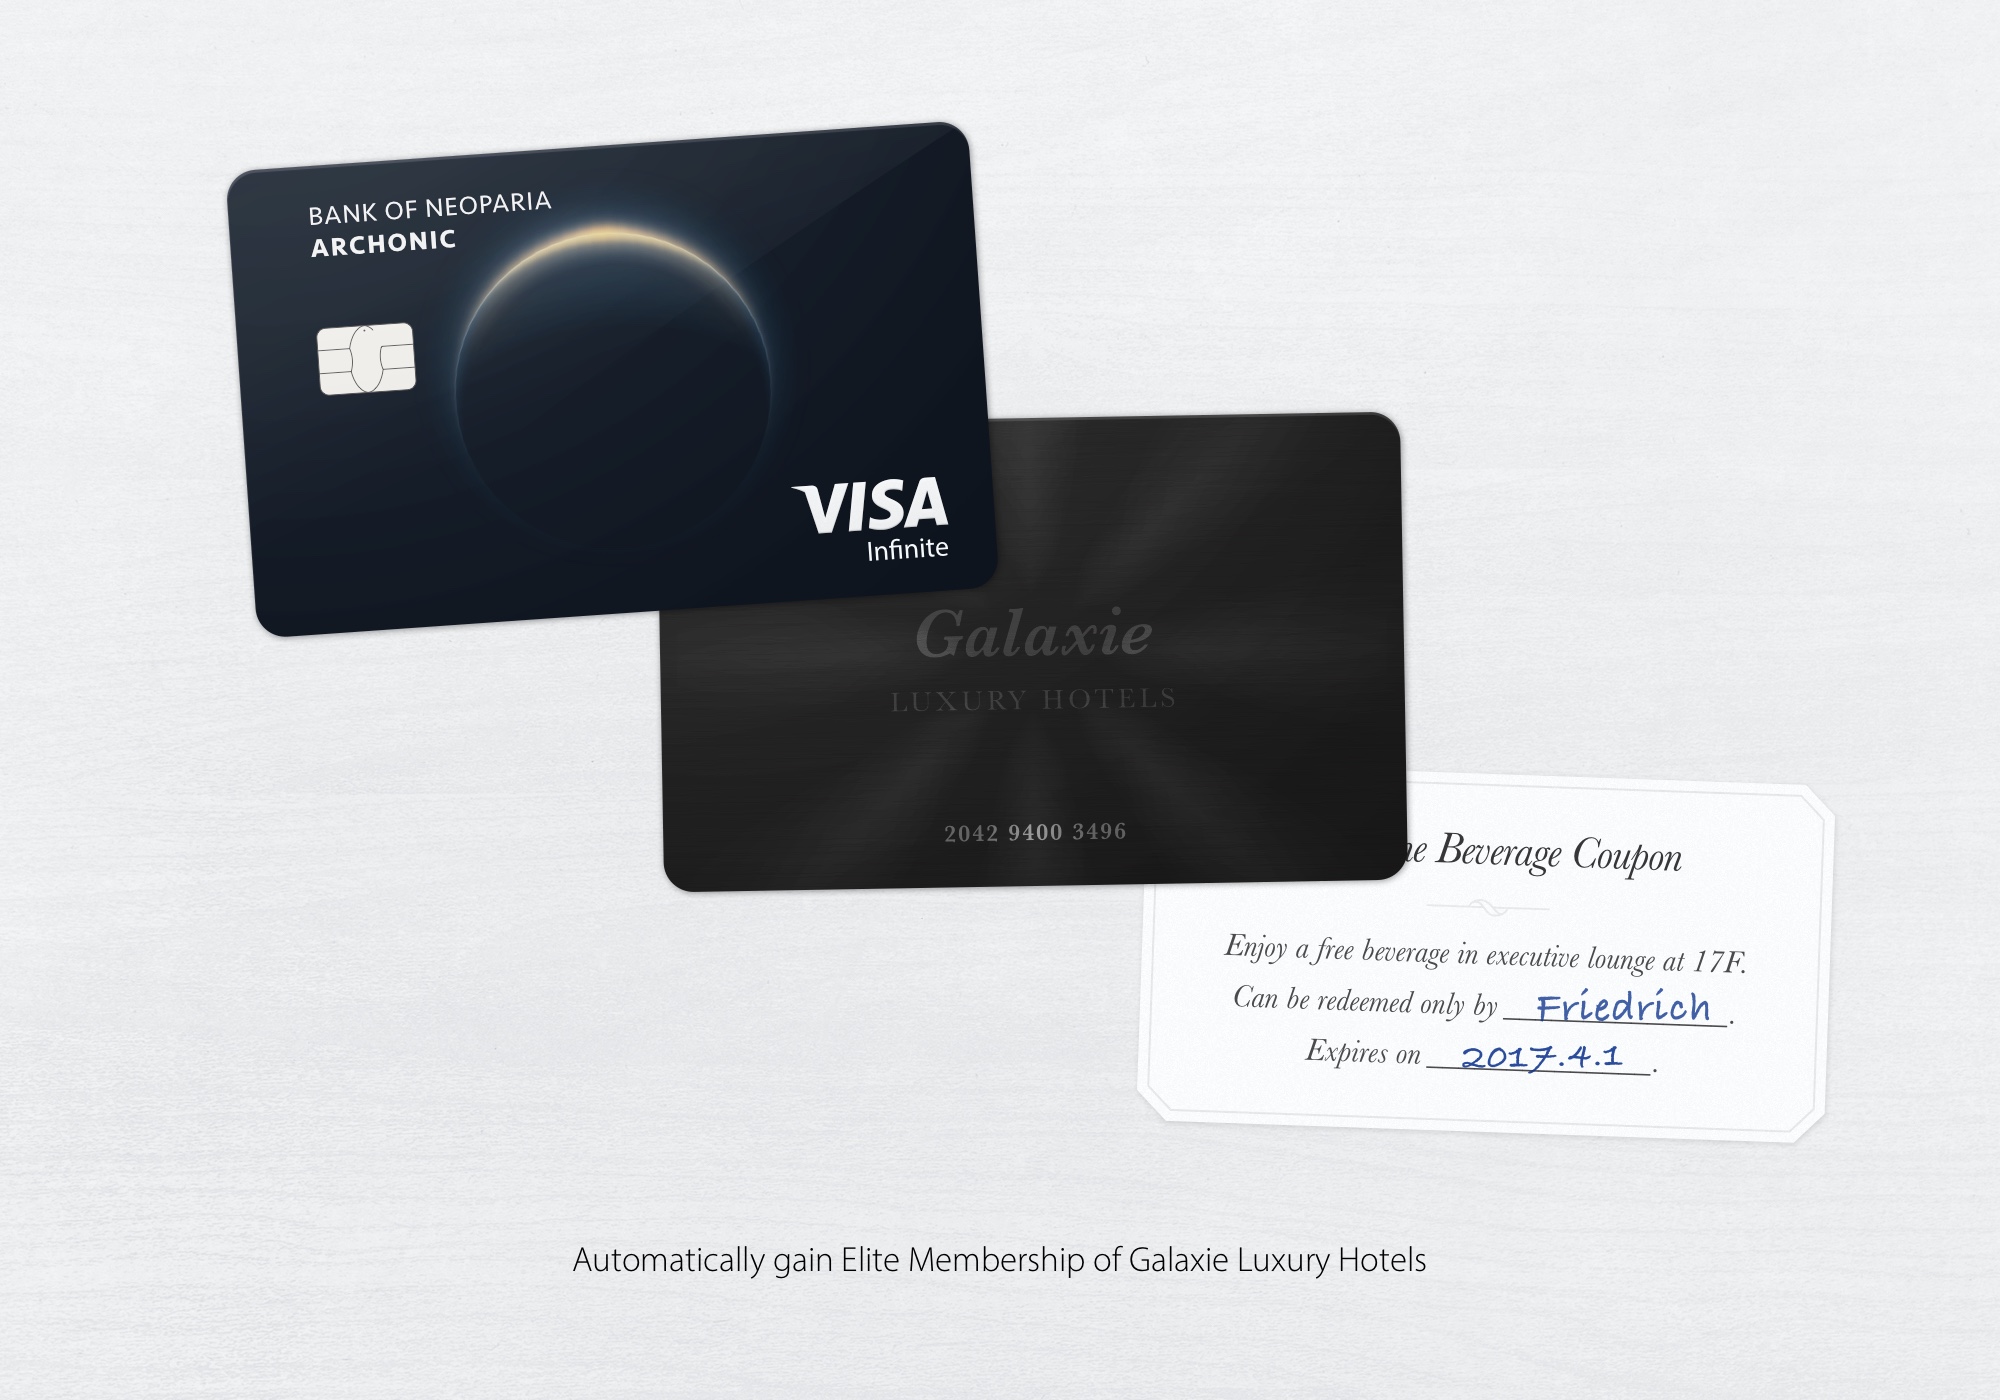 BANK OF NEOPARIA
ARCHONIC
VISA
Infinite
Galaxie
LUXURY HOTELS
2042 9400 3496
Beverage Coupon
Enjoy a free beverage in executive lounge at 17F.
Can be redeemed only by Friedrich.
Expires on 2017.4.1.
Automatically gain Elite Membership of Galaxie Luxury Hotels